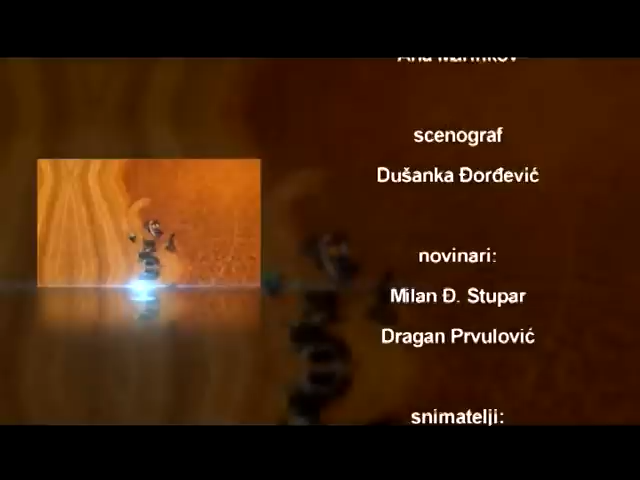 scenograf
Dušanka Đorđević
novinari:
Milan Đ. Stupar
Dragan Prvulović
snimatelji: